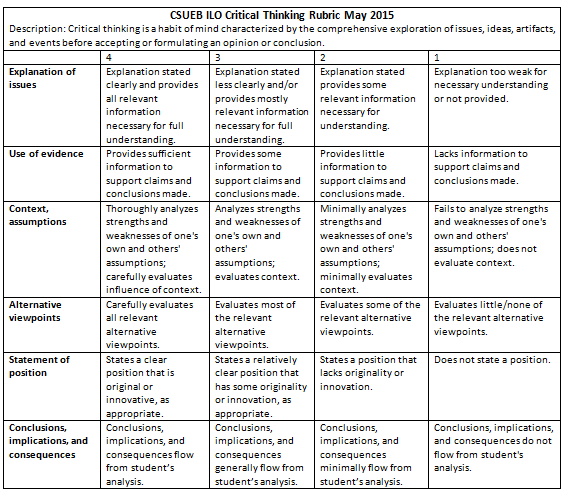 CSUEB ILO Critical Thinking Rubric May 2015
Description: Critical thinking is a habit of mind characterized by the comprehensive exploration of issues, ideas, artifacts,
and events before accepting or formulating an opinion or conclusion.
4
3
2
1
Explanation of
issues
Explanation stated
clearly and provides
all relevant
information
necessary for full
understanding.
Explanation stated
less clearly and/or
provides mostly
relevant information
necessary for full
understanding.
Explanation stated
provides some
relevant information
necessary for
understanding.
Explanation too weak for
necessary understanding
or not provided.
Use of evidence
Provides sufficient
information to
support claims and
conclusions made.
Provides some
information to
support claims and
conclusions made.
Provides little
information to
support claims and
conclusions made.
Lacks information to
support claims and
conclusions made.
Context,
assumptions
Thoroughly analyzes
strengths and
weaknesses of one's
own and others'
assumptions;
carefully evaluates
influence of context.
Analyzes strengths
and weaknesses of
one's own and
others'
assumptions;
evaluates context.
Minimally analyzes
strengths and
weaknesses of one's
own and others'
assumptions;
minimally evaluates
context.
Fails to analyze strengths
and weaknesses of one's
own and others'
assumptions; does not
evaluate context.
Alternative
viewpoints
Carefully evaluates
all relevant
alternative
viewpoints.
Evaluates most of
the relevant
alternative
viewpoints.
Evaluates some of the
relevant alternative
viewpoints.
Evaluates little/none of
the relevant alternative
viewpoints.
Statement of
position
States a clear
position that is
original or
innovative, as
appropriate.
States a relatively
clear position that
has some originality
or innovation, as
appropriate.
States a position that
lacks originality or
innovation.
Does not state a position.
Conclusions,
implications, and
consequences
Conclusions,
implications, and
consequences flow
from student's
analysis.
Conclusions,
implications, and
consequences
generally flow from
student's analysis.
Conclusions,
implications, and
consequences
minimally flow from
student's analysis.
Conclusions, implications,
and consequences do not
flow from student's
analysis.